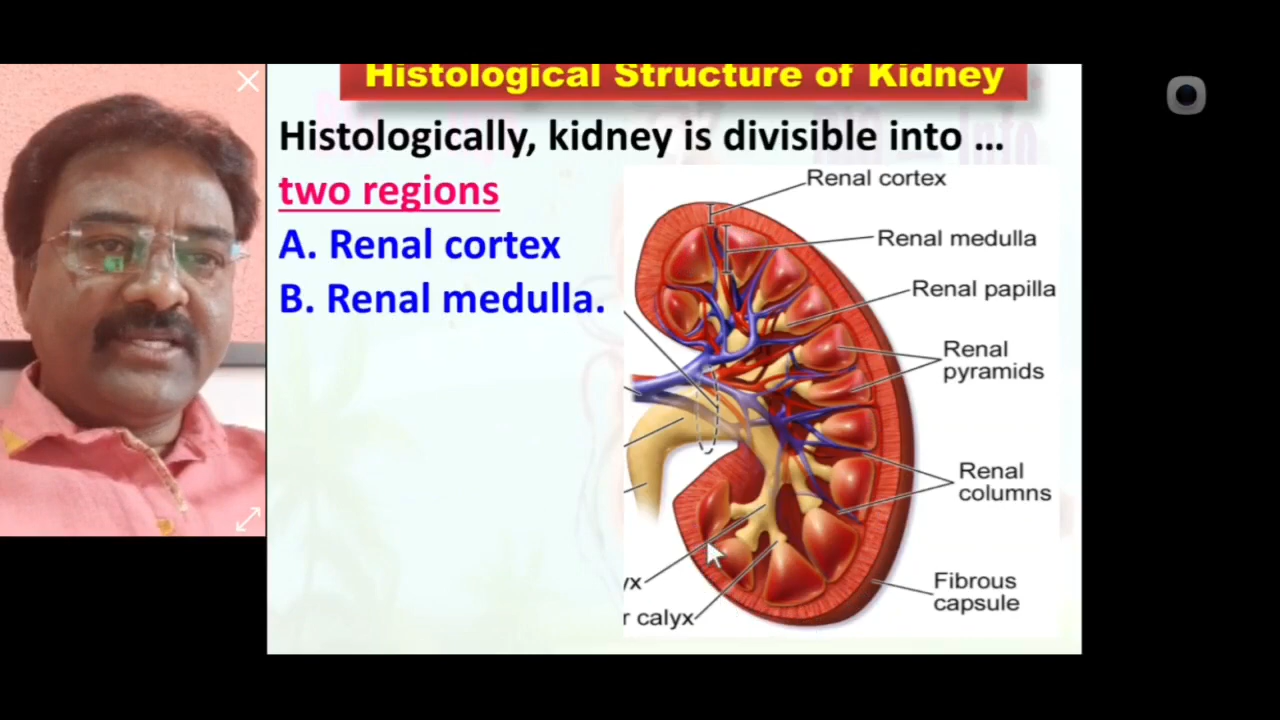 Histological Structure of Kidney
Histologically, kidney is divisible into ...
two regions
A. Renal cortex
B. Renal medulla.
Renal cortex
Renal medulla
Renal papilla
Renal
pyramids
Renal
columns
Fibrous
capsule
yx
r calyx